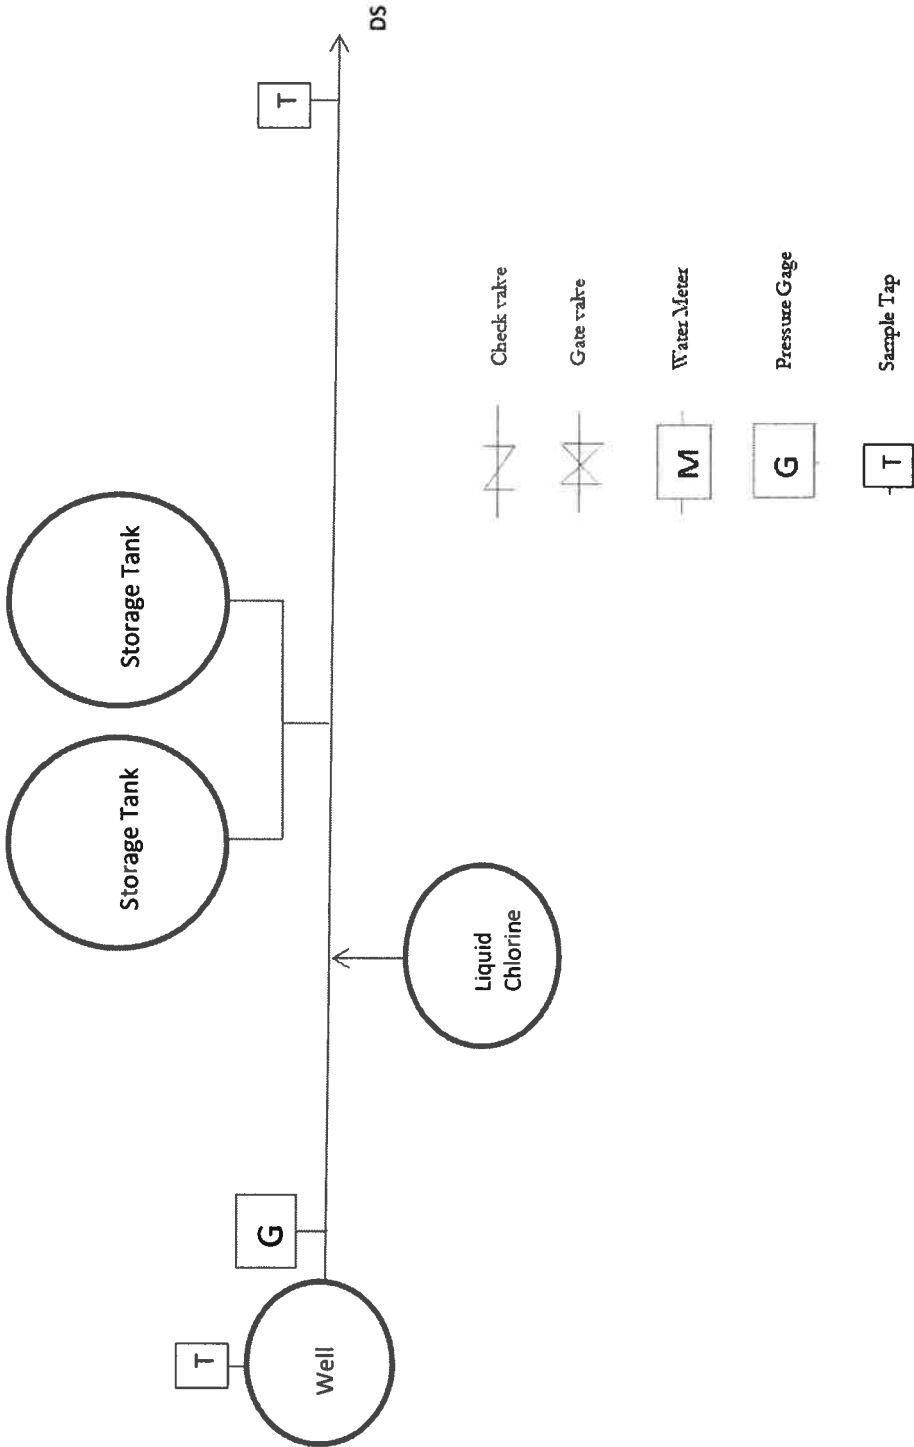 T
Well
G
Liquid
Chlorine
Storage Tank
Storage Tank
T
DS
Check valve
Gate valve
M
Water Meter
G
Pressure Gage
T
Sample Tap